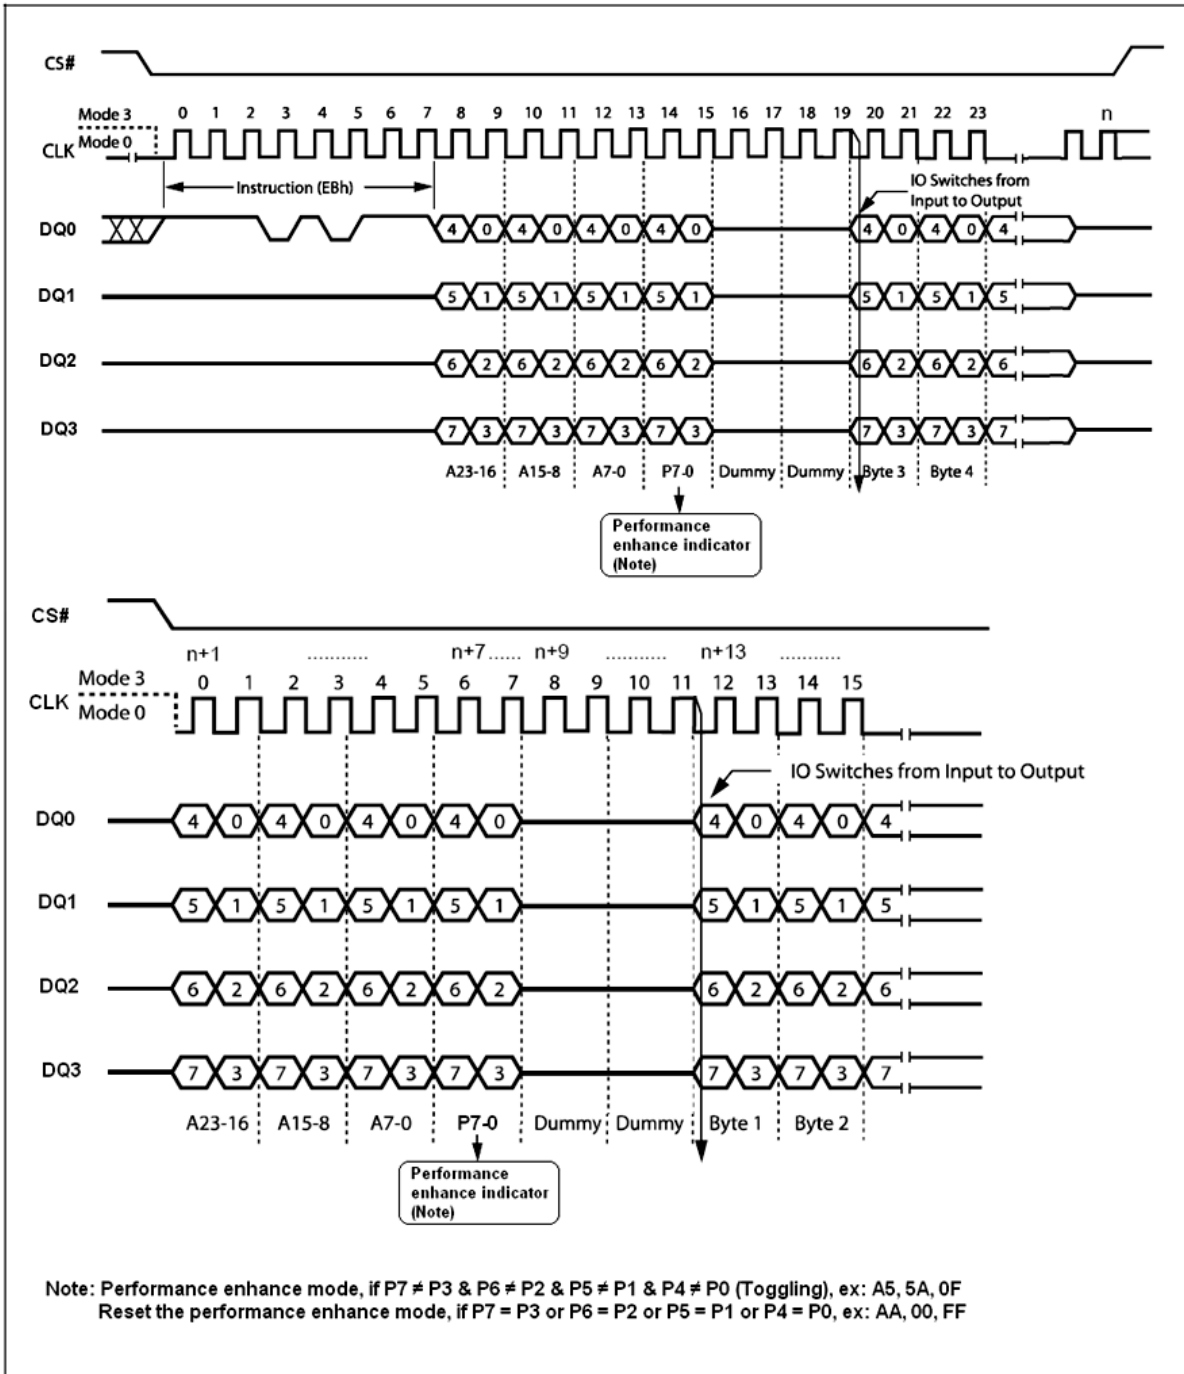 CS#
Mode 3
0 1 2 3 4 5 6 7 8 9 10 11 12 13 14 15 16 17 18 19 20 21 22 23 n
Mode 0
CLK
Instruction (EBh)
IO Switches from
Input to Output
DQ0 4 0 4 0 4 0 4 0 4 0 4 0 4
DQ1 5 1 5 1 5 1 5 1 5 1 5 1 5
DQ2 6 2 6 2 6 2 6 2 6 2 6 2 6
DQ3 7 3 7 3 7 3 7 3 7 3 7 3 7
A23-16 A15-8 A7-0 P7-0 Dummy Dummy Byte 3 Byte 4
Performance
enhance indicator
(Note)
CS#
n+1 ........... n+7...... n+9 ........... n+13 ...........
Mode 3
0 1 2 3 4 5 6 7 8 9 10 11 12 13 14 15
CLK
Mode 0
IO Switches from Input to Output
DQ0 4 0 4 0 4 0 4 0 4 0 4 0 4
DQ1 5 1 5 1 5 1 5 1 5 1 5 1 5
DQ2 6 2 6 2 6 2 6 2 6 2 6 2 6
DQ3 7 3 7 3 7 3 7 3 7 3 7 3 7
A23-16 A15-8 A7-0 P7-0 Dummy Dummy Byte 1 Byte 2
Performance
enhance indicator
(Note)
Note: Performance enhance mode, if P7 ≠ P3 & P6 ≠ P2 & P5 ≠ P1 & P4 ≠ P0 (Toggling), ex: A5, 5A, 0F
Reset the performance enhance mode, if P7 = P3 or P6 = P2 or P5 = P1 or P4 = P0, ex: AA, 00, FF